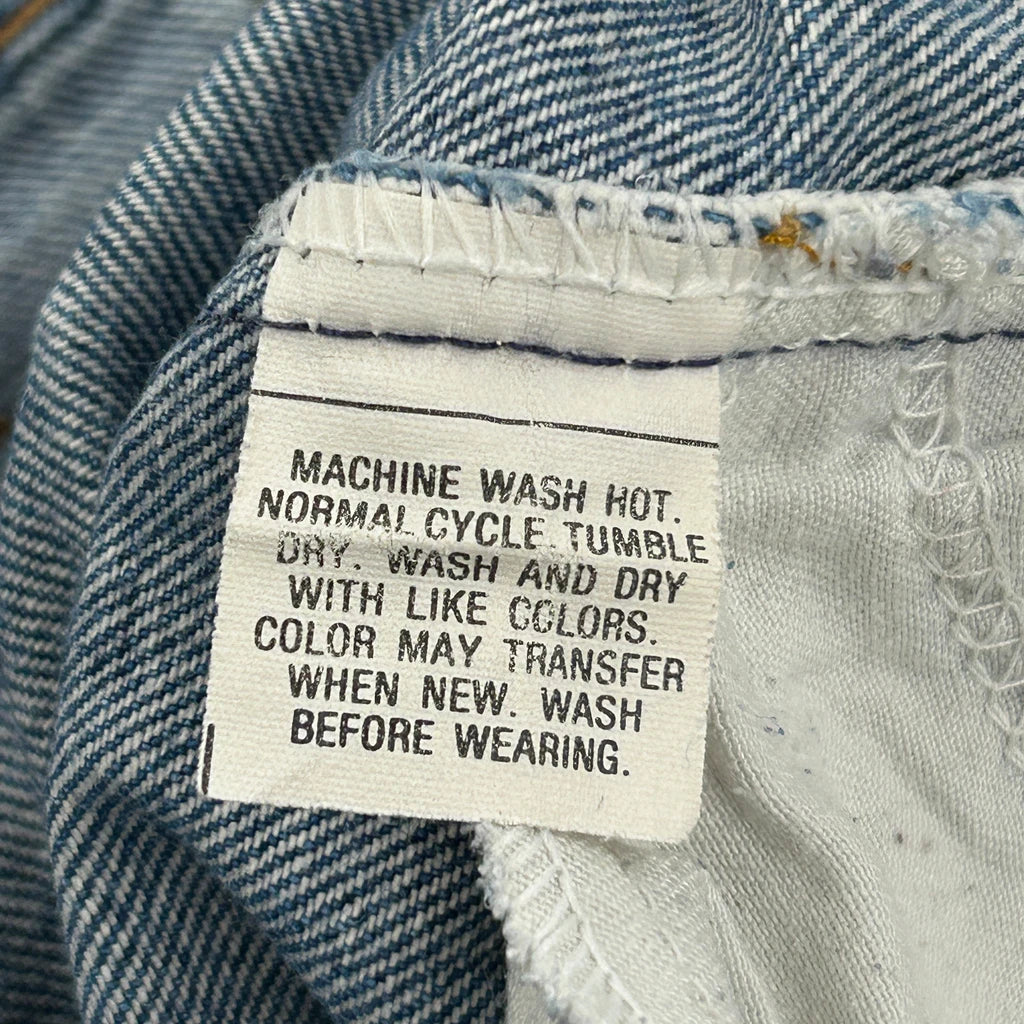 MACHINE WASH HOT.
NORMAL CYCLE. TUMBLE
DRY. WASH AND DRY
WITH LIKE COLORS.
COLOR MAY TRANSFER
WHEN NEW. WASH
BEFORE WEARING.